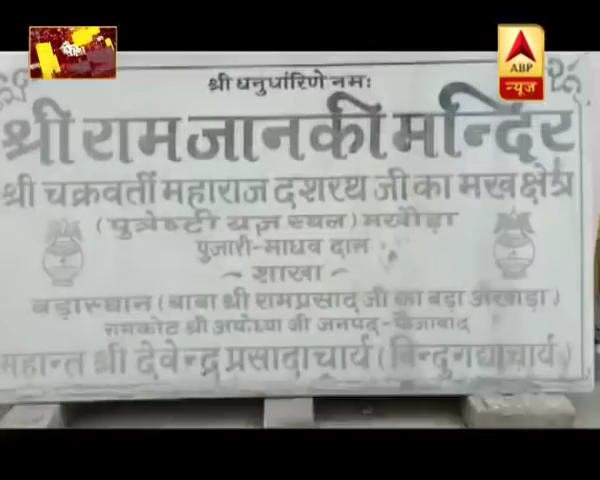 ABP
न्यूज़
श्री धनुर्धारिणे नमः
श्री राम जानकी मन्दिर
श्री चक्रवर्ती महाराज दशरथ जी का मखक्षेत्र
(पुत्रेष्टी यज्ञ स्थल) मखौड़ा
पुजारी-माधव दास
~ शाखा ~
बड़ास्थान (बाबा श्री रामप्रसाद जी का बड़ा अखाड़ा)
रामकोट श्री अयोध्या जी जनपद-फैजाबाद
महान्त श्री देवेन्द्र प्रसादाचार्य (बिन्दुगद्याचार्य)